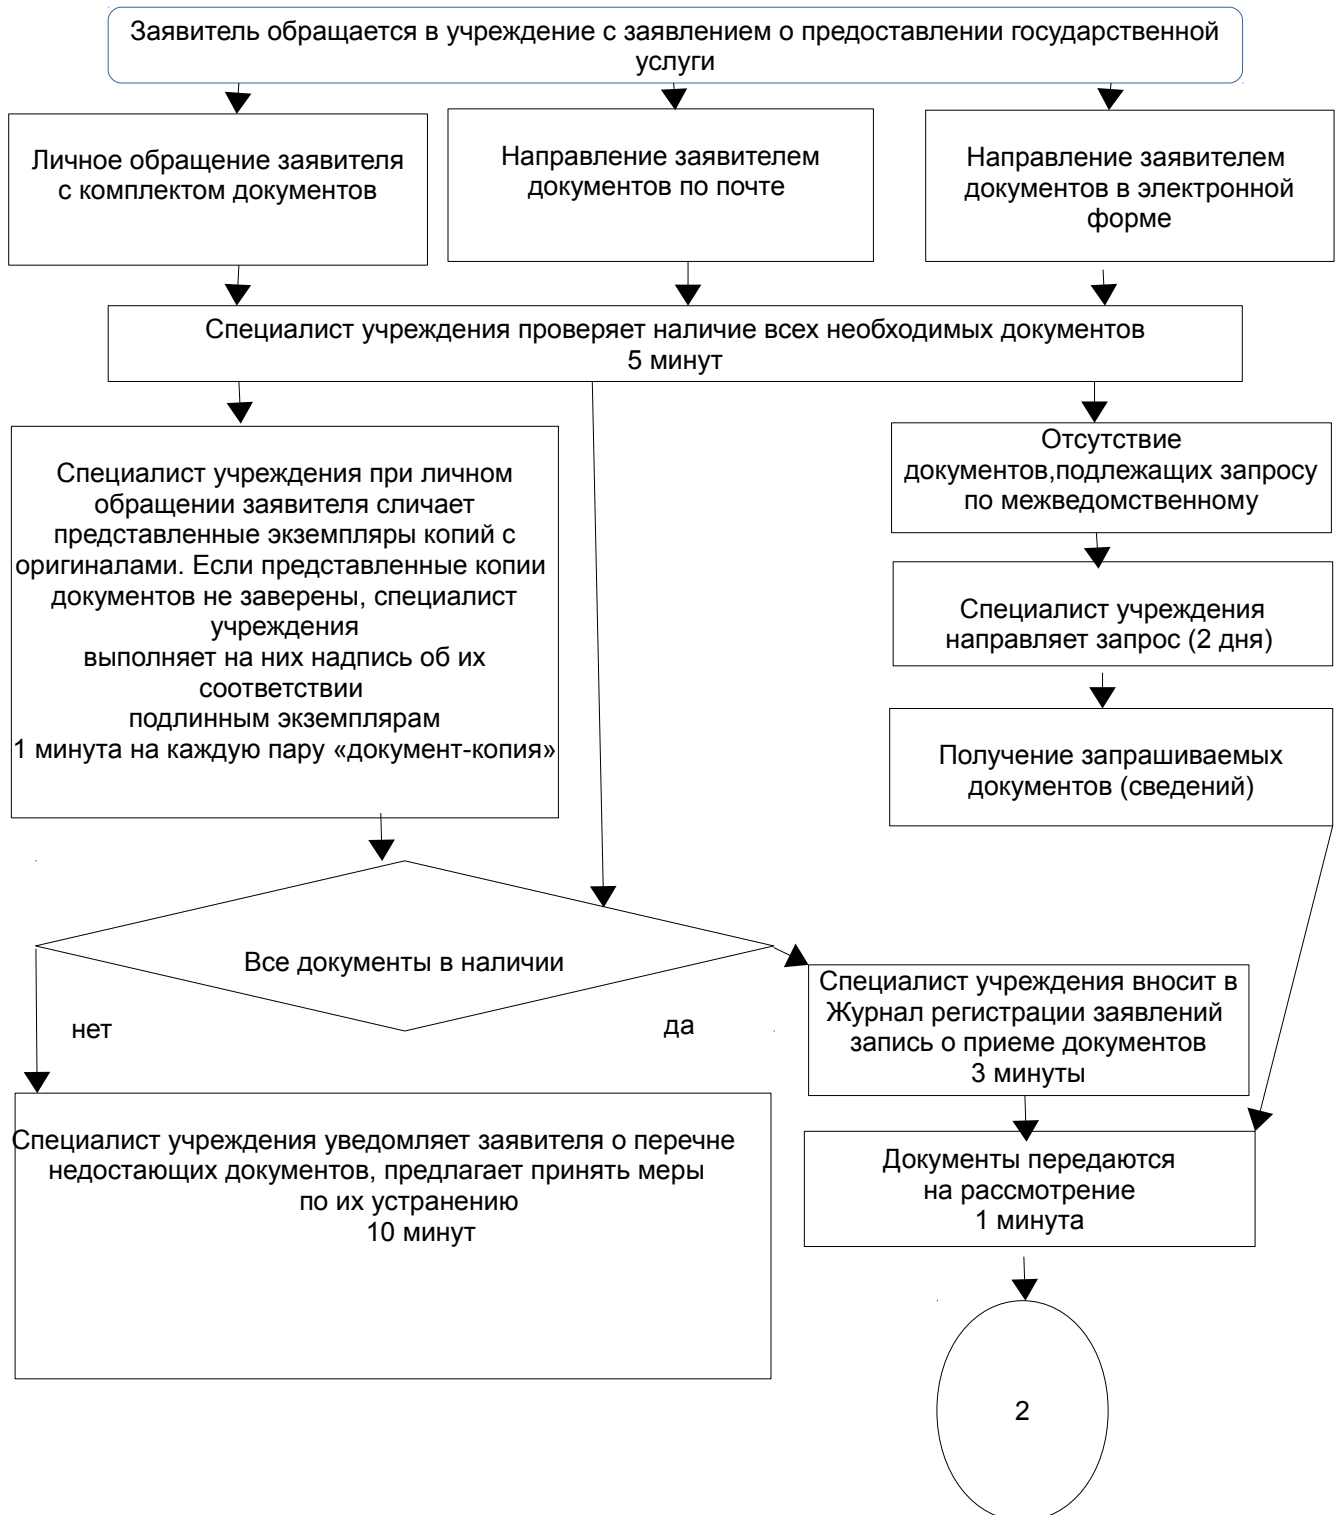 Заявитель обращается в учреждение с заявлением о предоставлении государственной
услуги
Личное обращение заявителя
с комплектом документов
Направление заявителем
документов по почте
Направление заявителем
документов в электронной
форме
Специалист учреждения проверяет наличие всех необходимых документов
5 минут
Специалист учреждения при личном
обращении заявителя сличает
представленные экземпляры копий с
оригиналами. Если представленные копии
документов не заверены, специалист
учреждения
выполняет на них надпись об их
соответствии
подлинным экземплярам
1 минута на каждую пару «документ-копия»
Отсутствие
документов,подлежащих запросу
по межведомственному
Специалист учреждения
направляет запрос (2 дня)
Получение запрашиваемых
документов (сведений)
Все документы в наличии
нет
да
Специалист учреждения вносит в
Журнал регистрации заявлений
запись о приеме документов
3 минуты
Специалист учреждения уведомляет заявителя о перечне
недостающих документов, предлагает принять меры
по их устранению
10 минут
Документы передаются
на рассмотрение
1 минута
2